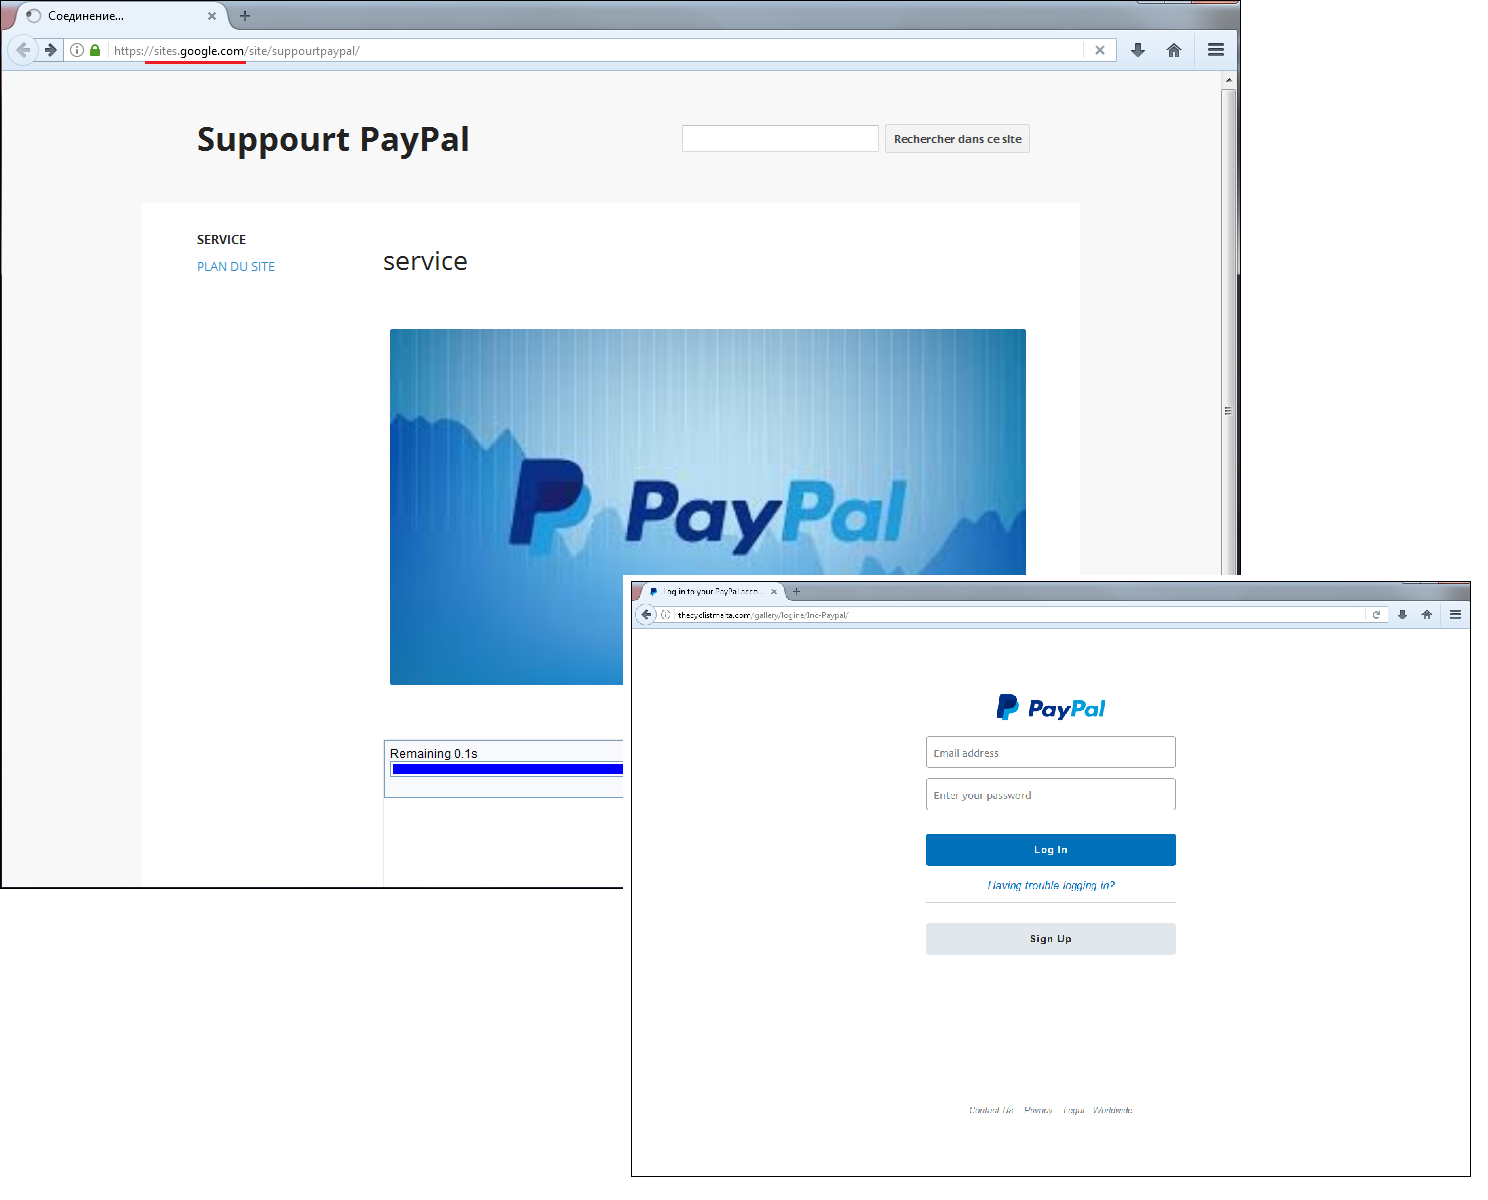 Соединение...
https://sites.google.com/site/suppourtpaypal/
Suppourt PayPal
Rechercher dans ce site
SERVICE
PLAN DU SITE
service
PayPal
Remaining 0.1s
Log in to your PayPal acco...
thecyclistmalta.com/gallery/logine/Inc-Paypal/
PayPal
Email address
Enter your password
Log In
Having trouble logging in?
Sign Up
Contact Us Privacy Legal Worldwide